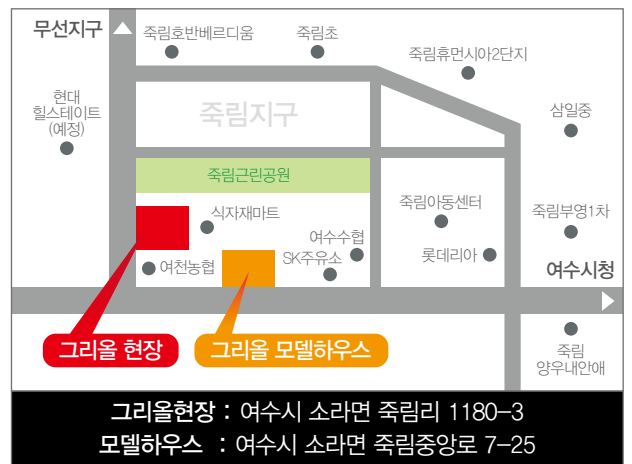 무선지구
죽림호반베르디움
죽림초
죽림휴먼시아2단지
현대
힐스테이트
(예정)
죽림지구
삼일중
죽림근린공원
식자재마트
죽림아동센터
죽림부영1차
여수수협
SK주유소
롯데리아
여천농협
여수시청
그리올 현장
그리올 모델하우스
죽림
양우내안애
그리올현장 : 여수시 소라면 죽림리 1180-3
모델하우스 : 여수시 소라면 죽림중앙로 7-25